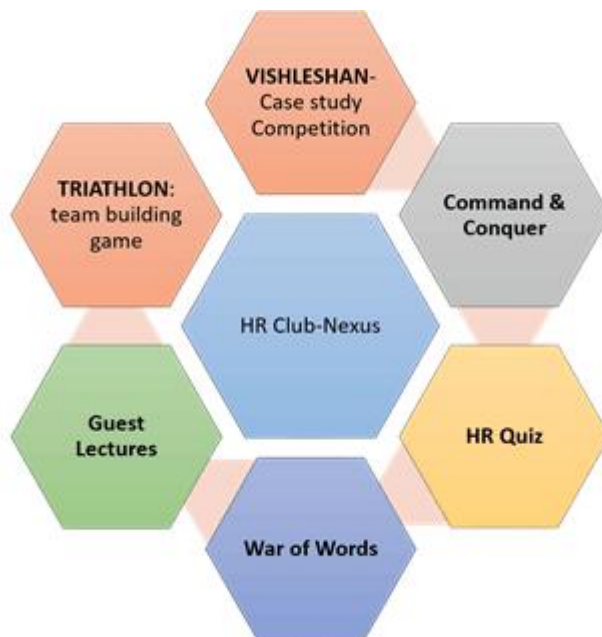 VISHLESHAN-
Case study
Competition
TRIATHLON:
team building
game
Command &
Conquer
HR Club-Nexus
Guest
Lectures
HR Quiz
War of Words